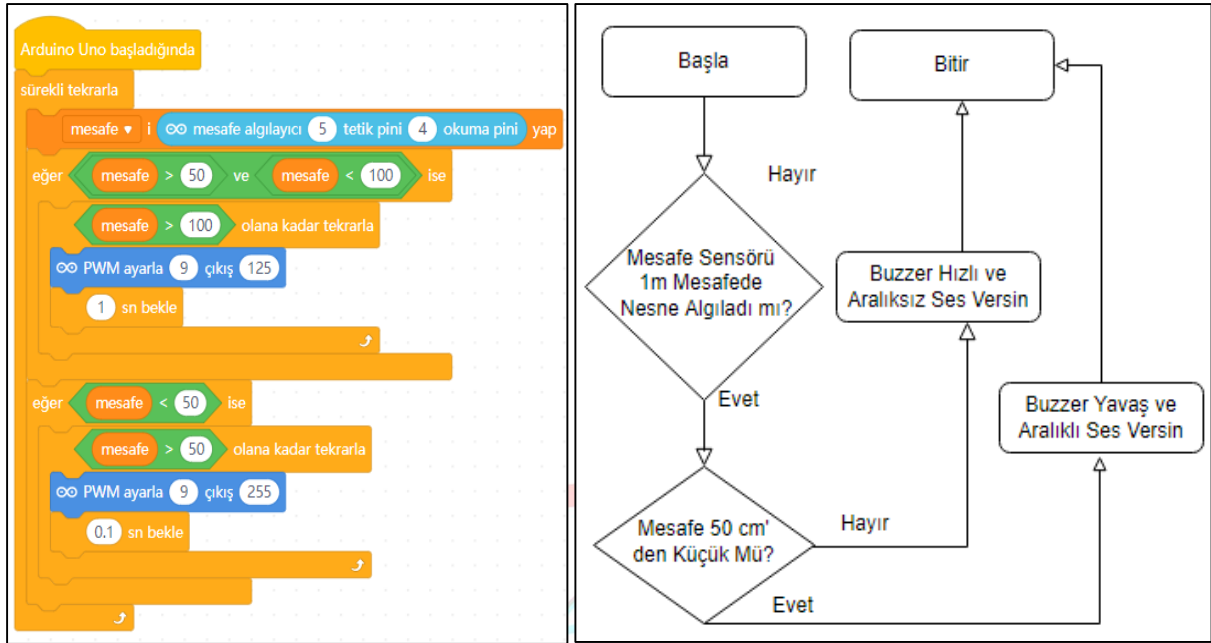 Arduino Uno başladığında
sürekli tekrarla
mesafe i mesafe algılayıcı 5 tetik pini 4 okuma pini yap
eğer mesafe > 50 ve mesafe < 100 ise
mesafe > 100 olana kadar tekrarla
PWM ayarla 9 çıkış 125
1 sn bekle
eğer mesafe < 50 ise
mesafe > 50 olana kadar tekrarla
PWM ayarla 9 çıkış 255
0.1 sn bekle
Başla
Bitir
Hayır
Mesafe Sensörü
1m Mesafede
Nesne Algıladı mı?
Buzzer Hızlı ve
Aralıksız Ses Versin
Evet
Buzzer Yavaş ve
Aralıklı Ses Versin
Mesafe 50 cm'
den Küçük Mü?
Hayır
Evet